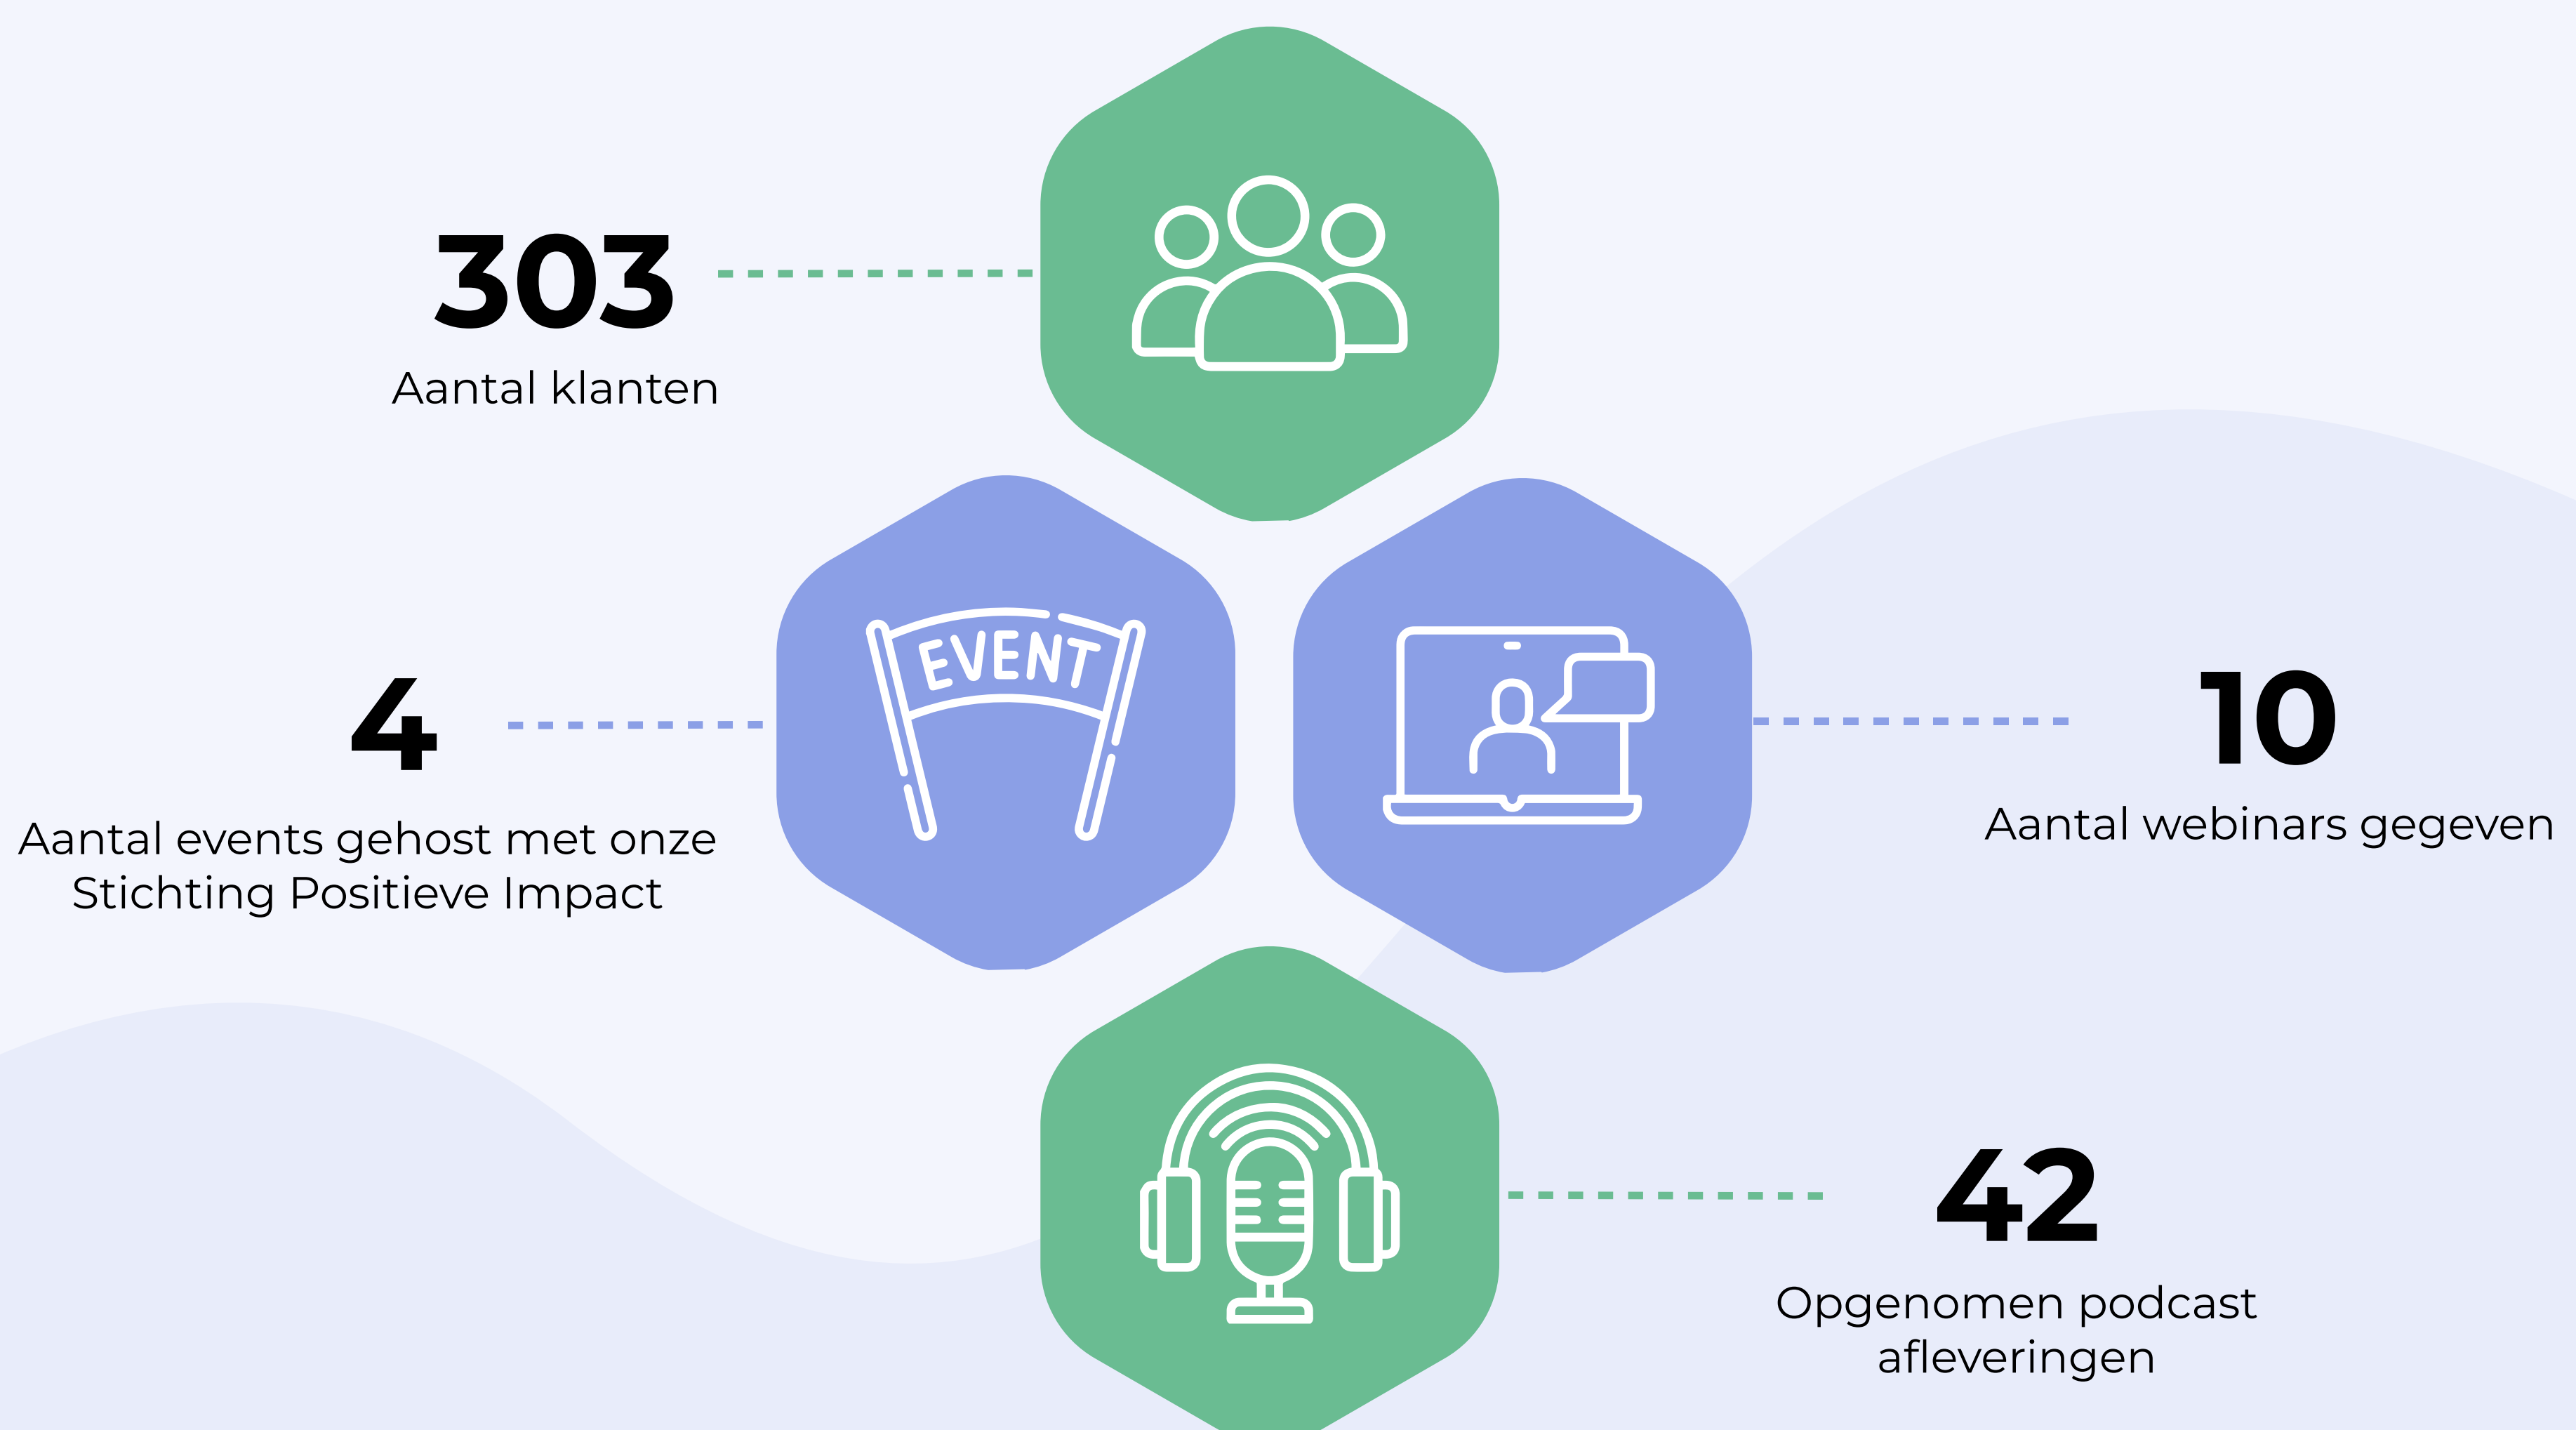 303
Aantal klanten
EVENT
4
Aantal events gehost met onze
Stichting Positieve Impact
10
Aantal webinars gegeven
42
Opgenomen podcast
afleveringen